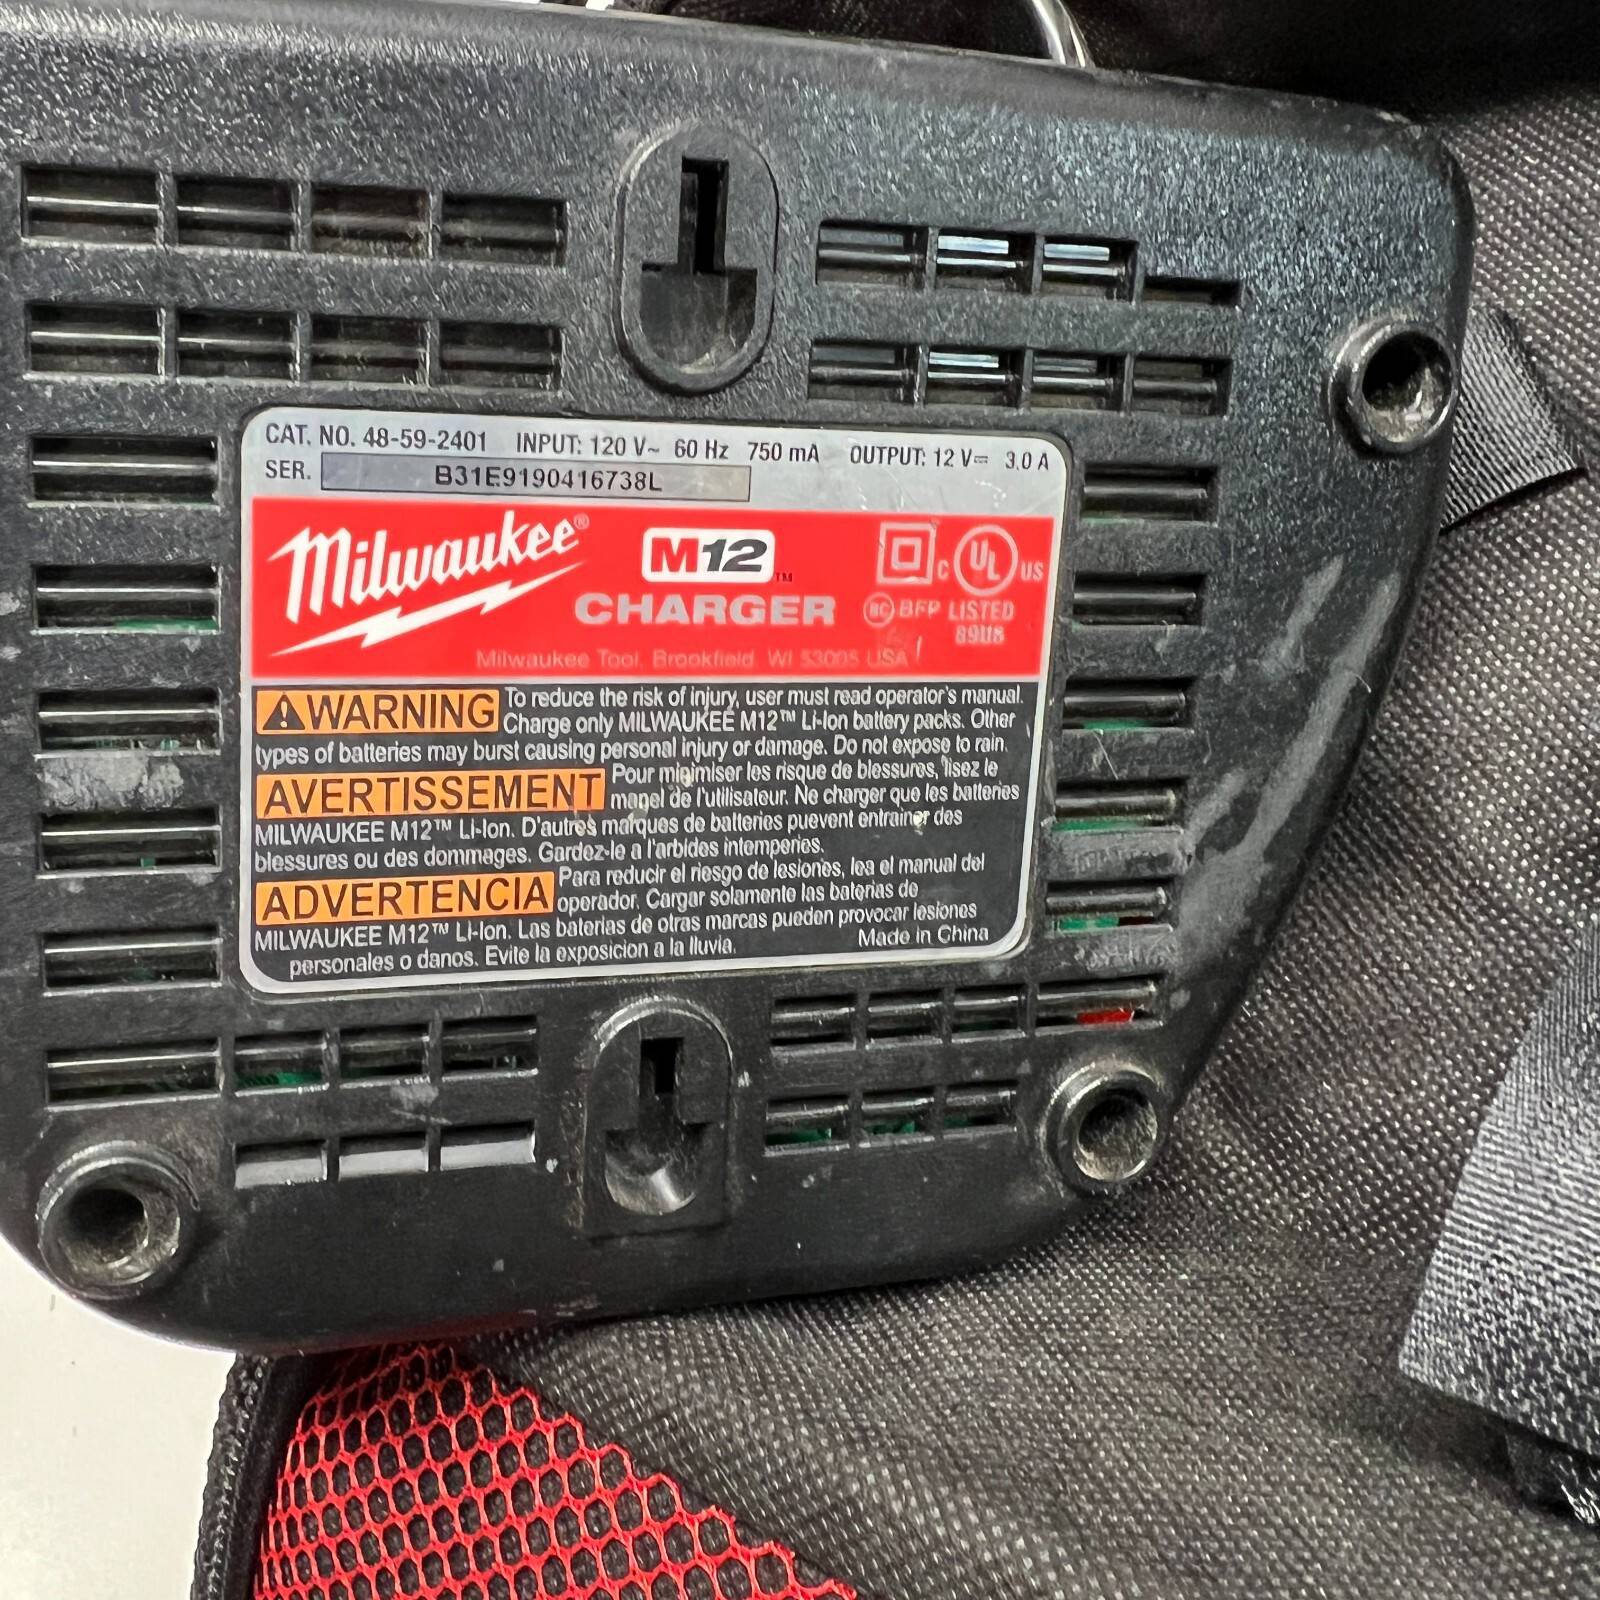 CAT. NO. 48-59-2401 INPUT: 120 V~ 60 Hz 750 mA OUTPUT: 12 V⎓ 3.0 A
SER. B31E9190416738L
Milwaukee®
M12™
CHARGER
C UL US
BC BFP LISTED
89U8
Milwaukee Tool, Brookfield, WI 53005 USA
⚠WARNING To reduce the risk of injury, user must read operator's manual.
Charge only MILWAUKEE M12™ Li-Ion battery packs. Other
types of batteries may burst causing personal injury or damage. Do not expose to rain.
AVERTISSEMENT Pour minimiser les risque de blessures, lisez le
manel de l'utilisateur. Ne charger que les batteries
MILWAUKEE M12™ Li-Ion. D'autres marques de batteries puevent entrainer des
blessures ou des dommages. Gardez-le a l'arbides intemperies.
ADVERTENCIA Para reducir el riesgo de lesiones, lea el manual del
operador. Cargar solamente las baterias de
MILWAUKEE M12™ Li-Ion. Las baterias de otras marcas pueden provocar lesiones
personales o danos. Evite la exposicion a la lluvia. Made in China